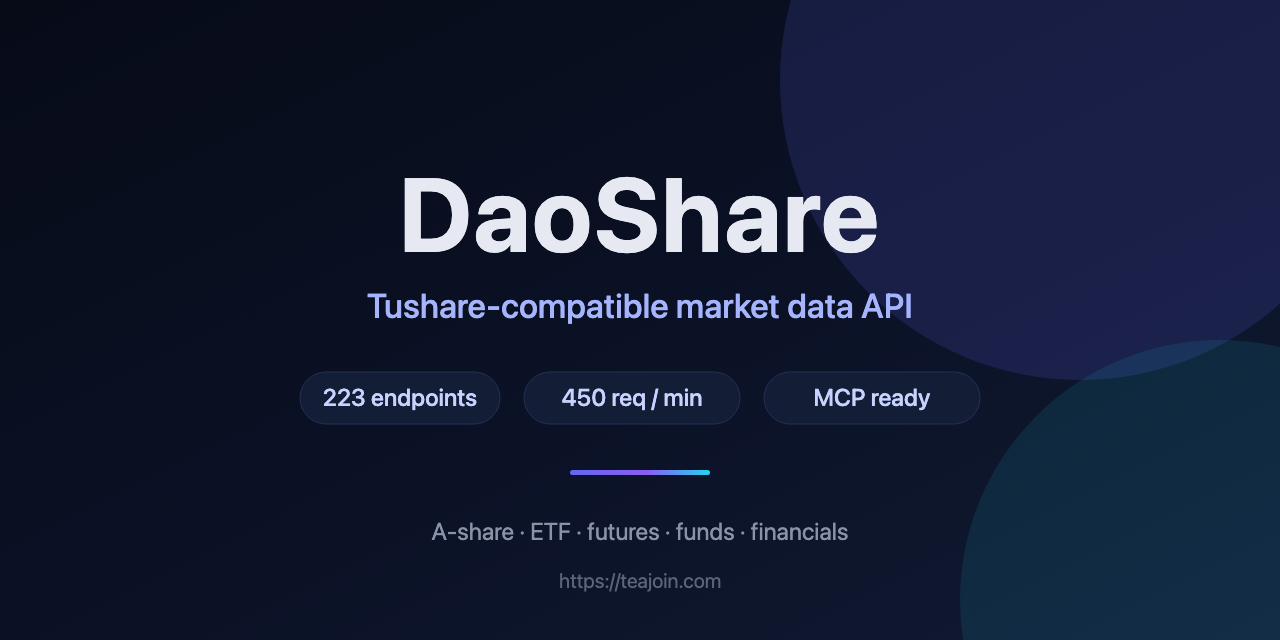 DaoShare
Tushare-compatible market data API
223 endpoints
450 req / min
MCP ready
A-share · ETF · futures · funds · financials
https://teajoin.com